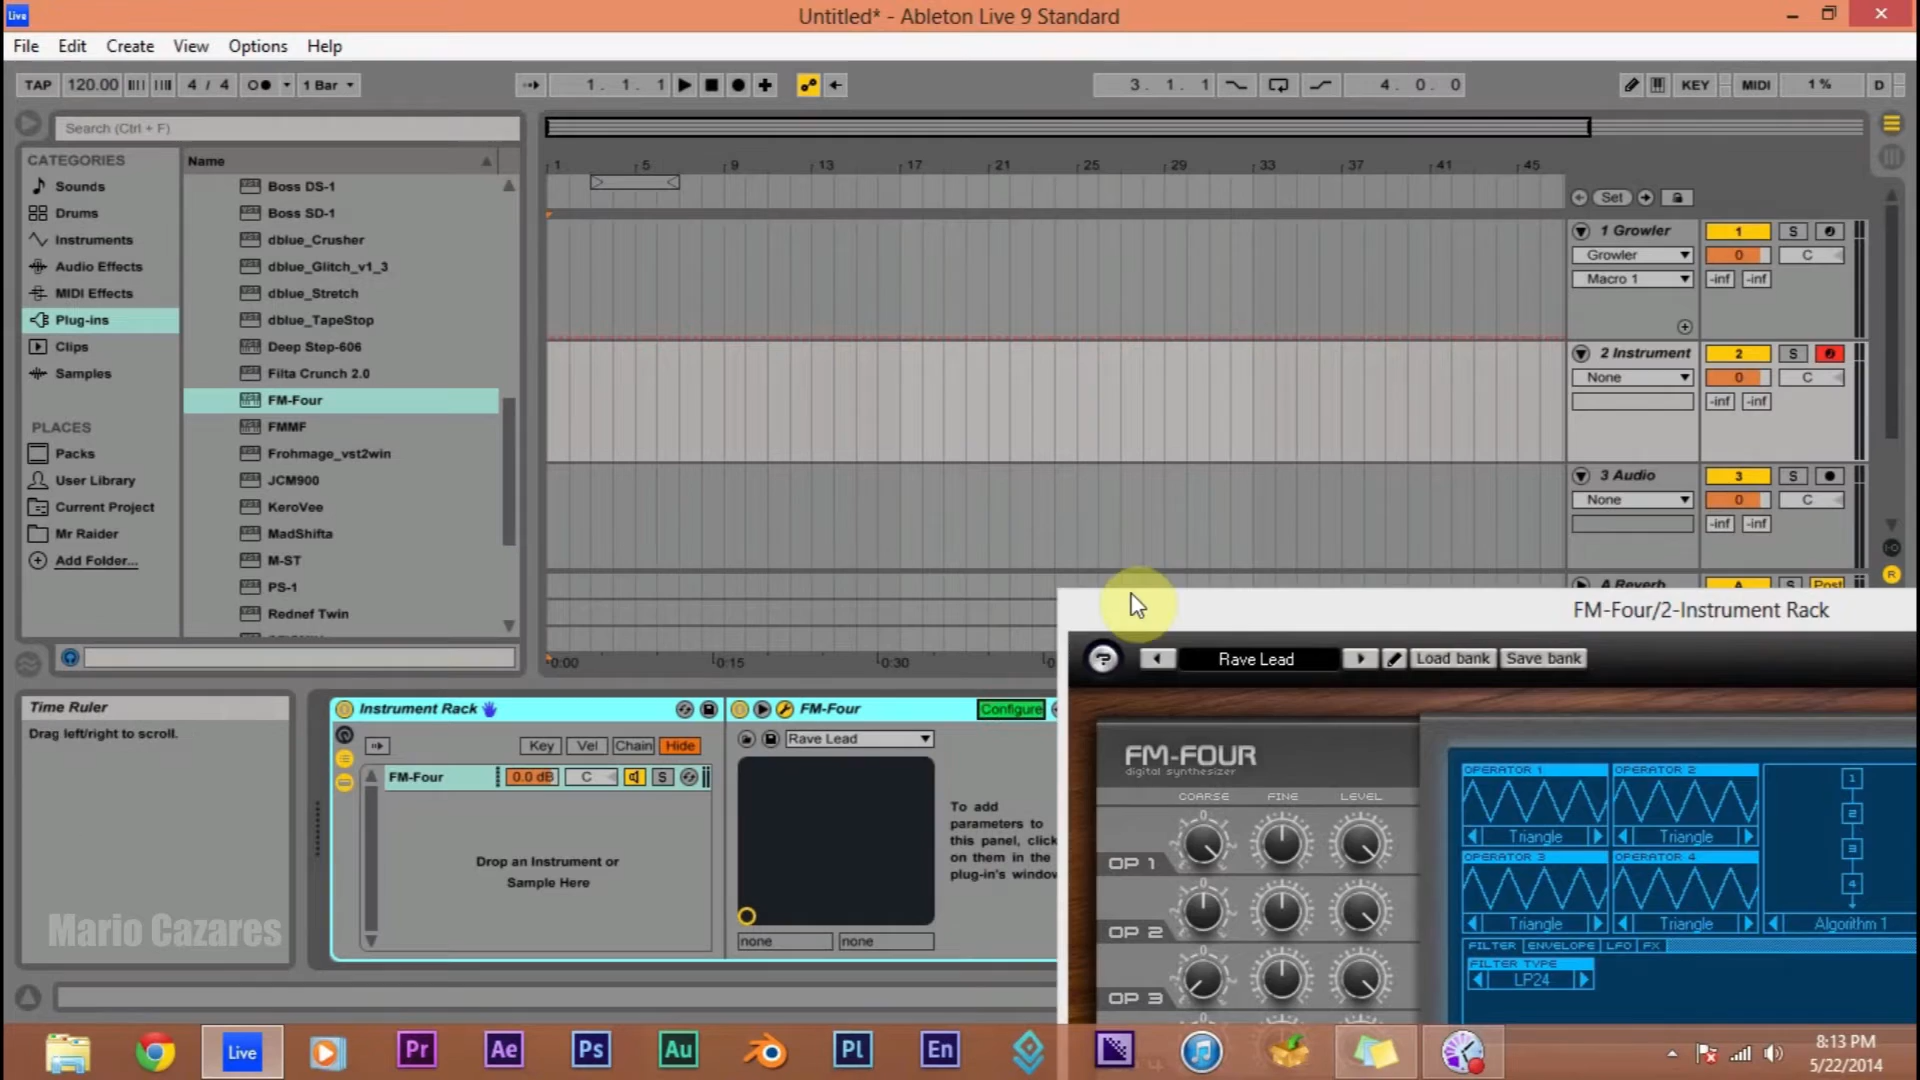 Live
Untitled* - Ableton Live 9 Standard
File Edit Create View Options Help
TAP 120.00 4 / 4 1 Bar 1. 1. 1 3. 1. 1 4. 0. 0 KEY MIDI 1 % D
Search (Ctrl + F)
CATEGORIES
Sounds
Drums
Instruments
Audio Effects
MIDI Effects
Plug-ins
Clips
Samples
PLACES
Packs
User Library
Current Project
Mr Raider
Add Folder...
Name
Boss DS-1
Boss SD-1
dblue_Crusher
dblue_Glitch_v1_3
dblue_Stretch
dblue_TapeStop
Deep Step-606
Filta Crunch 2.0
FM-Four
FMMF
Frohmage_vst2win
JCM900
KeroVee
MadShifta
M-ST
PS-1
Rednef Twin
1 5 9 13 17 21 25 29 33 37 41 45
Set
1 Growler 1 S
Growler 0 C
Macro 1 -inf -inf
2 Instrument 2 S
None 0 C
-inf -inf
3 Audio 3 S
None 0 C
-inf -inf
A Reverb A S Post
R
0:00 0:15 0:30
Time Ruler
Drag left/right to scroll.
Mario Cazares
Instrument Rack
Key Vel Chain Hide
FM-Four 0.0 dB C S
Drop an Instrument or
Sample Here
FM-Four Configure
Rave Lead
none none
To add
parameters to
this panel, click
on them in the
plug-in's window
FM-Four/2-Instrument Rack
? Rave Lead Load bank Save bank
FM-FOUR
digital synthesizer
COARSE FINE LEVEL
OP 1
OP 2
OP 3
OPERATOR 1 OPERATOR 2
Triangle Triangle
OPERATOR 3 OPERATOR 4
Triangle Triangle
1
2
3
4
Algorithm 1
FILTER ENVELOPE LFO FX
FILTER TYPE
LP24
Live Pr Ae Ps Au Pl En
8:13 PM
5/22/2014